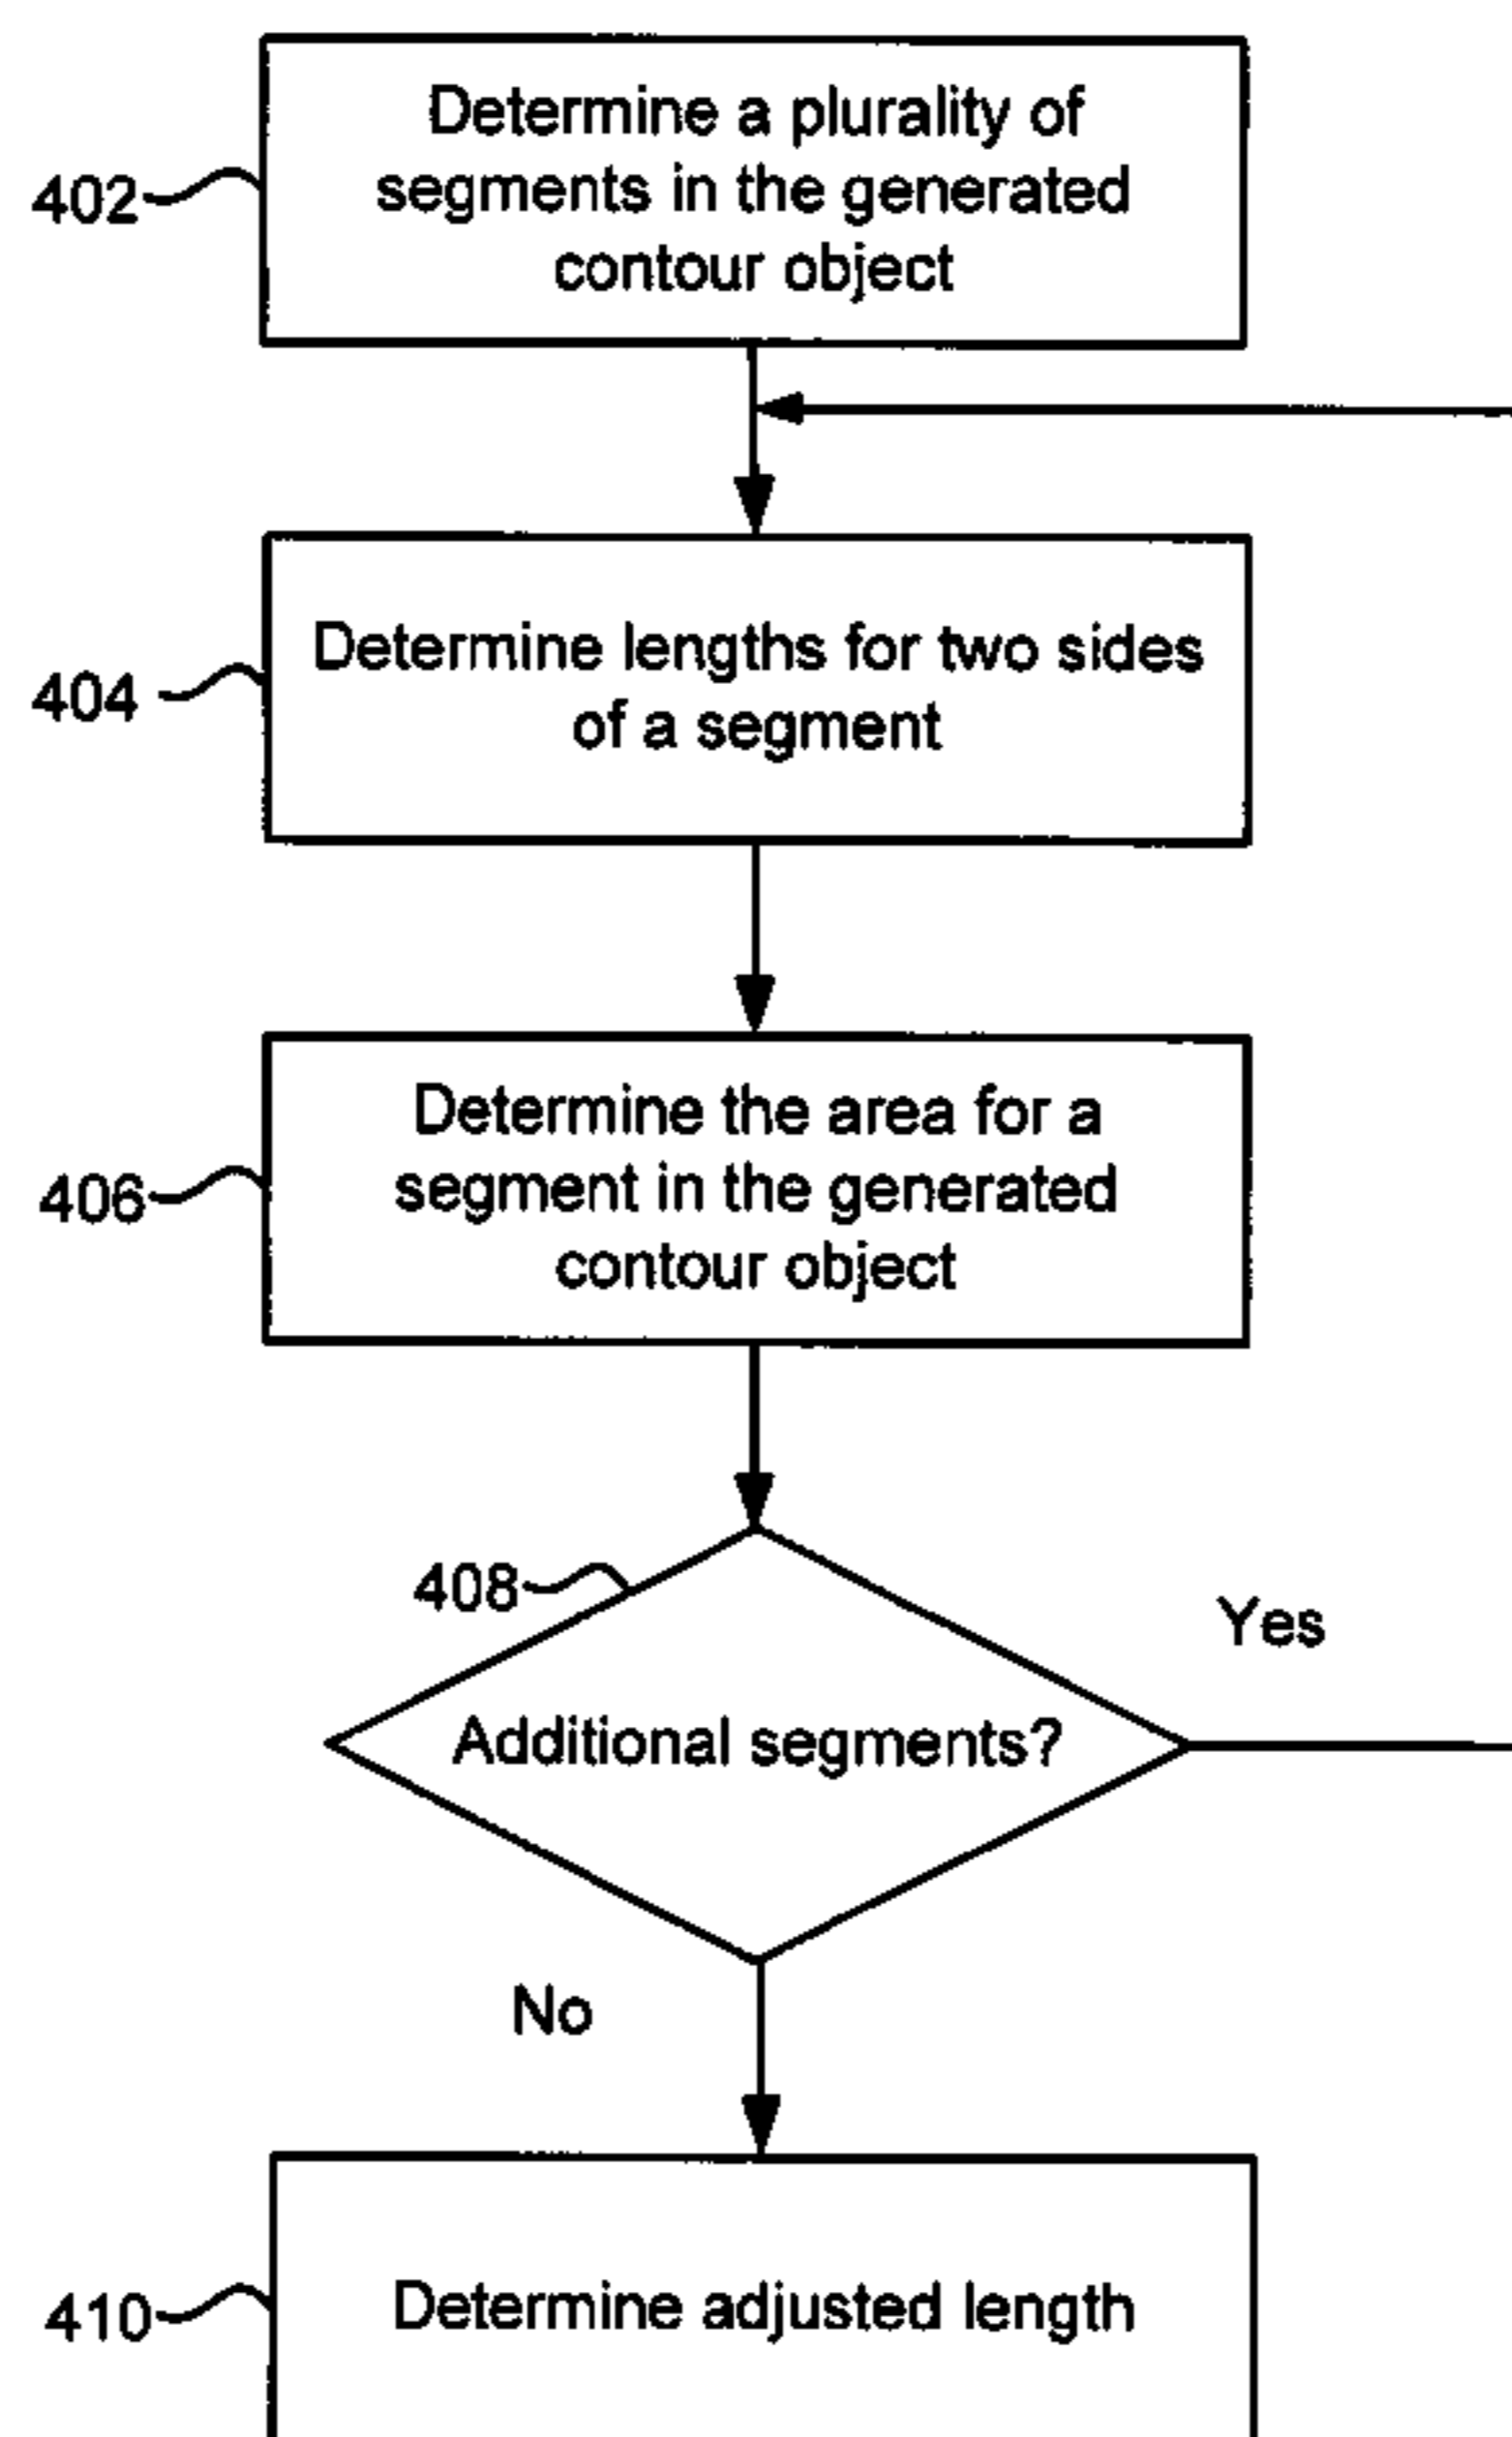 Determine a plurality of
segments in the generated
contour object
402
Determine lengths for two sides
of a segment
404
Determine the area for a
segment in the generated
contour object
406
408
Yes
Additional segments?
No
Determine adjusted length
410